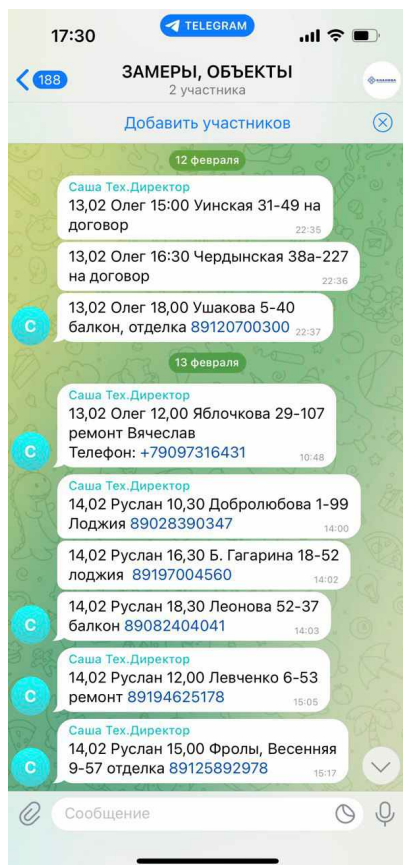 17:30
TELEGRAM
188
ЗАМЕРЫ, ОБЪЕКТЫ
2 участника
Добавить участников
12 февраля
Саша Тех.Директор
13,02 Олег 15:00 Уинская 31-49 на
договор
22:35
13,02 Олег 16:30 Чердынская 38а-227
на договор
22:36
13,02 Олег 18,00 Ушакова 5-40
балкон, отделка 89120700300 22:37
С
13 февраля
Саша Тех.Директор
13,02 Олег 12,00 Яблочкова 29-107
ремонт Вячеслав
Телефон: +79097316431
10:48
С
Саша Тех.Директор
14,02 Руслан 10,30 Добролюбова 1-99
Лоджия 89028390347
14:00
14,02 Руслан 16,30 Б. Гагарина 18-52
лоджия 89197004560
14:02
14,02 Руслан 18,30 Леонова 52-37
балкон 89082404041
14:03
С
Саша Тех.Директор
14,02 Руслан 12,00 Левченко 6-53
ремонт 89194625178
15:05
С
Саша Тех.Директор
14,02 Руслан 15,00 Фролы, Весенняя
9-57 отделка 89125892978
15:17
С
Сообщение